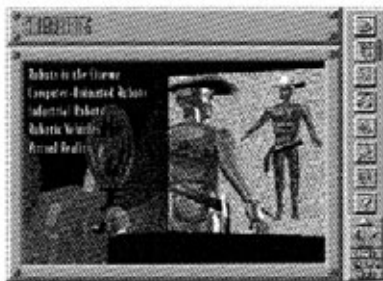 Robots in the Cinema
Computer-Animated Robots
Industrial Robots
Robotic Vehicles
Virtual Reality